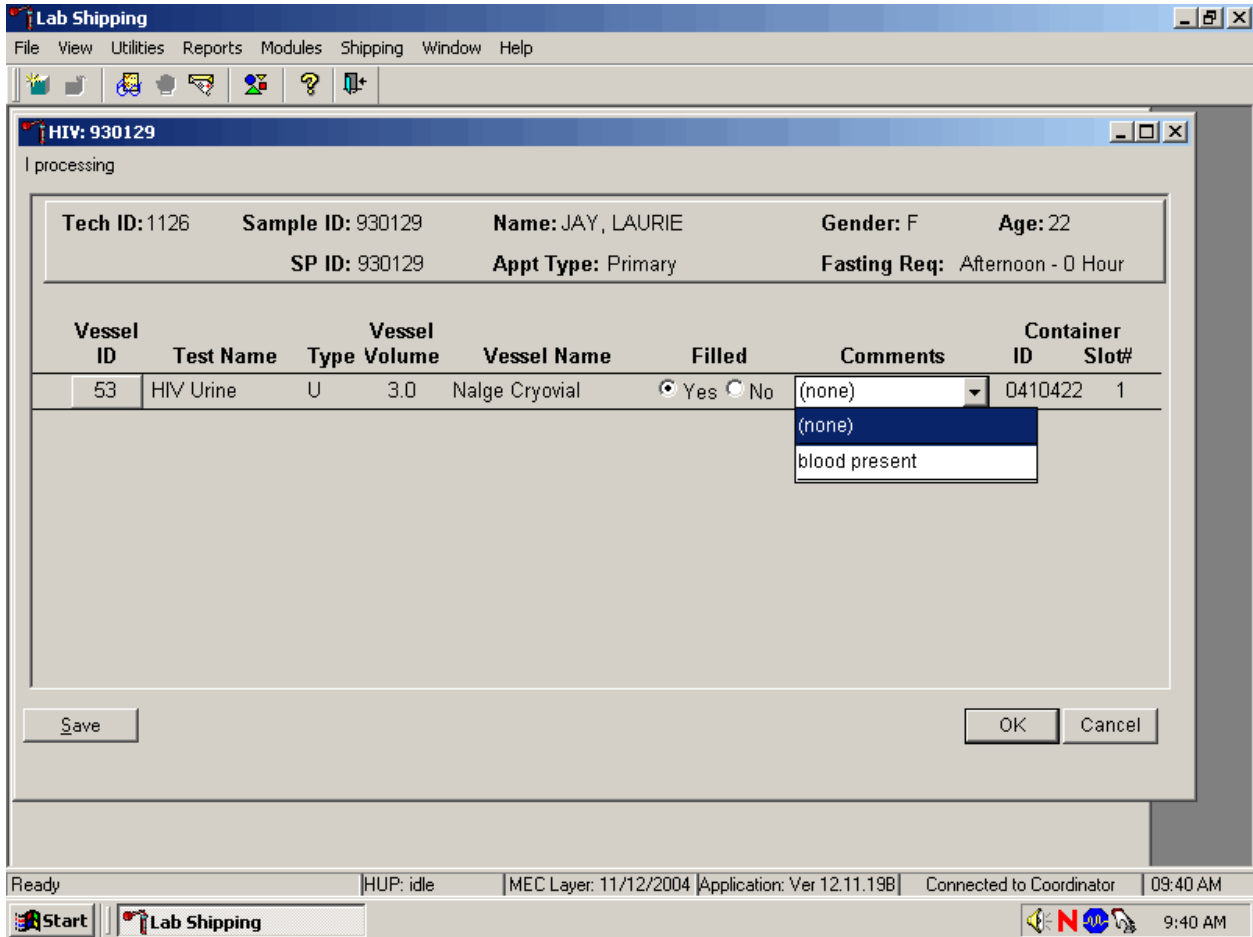 Lab Shipping
File View Utilities Reports Modules Shipping Window Help
HIV: 930129
I processing
Tech ID: 1126 Sample ID: 930129 Name: JAY, LAURIE Gender: F Age: 22
SP ID: 930129 Appt Type: Primary Fasting Req: Afternoon - 0 Hour
Vessel Vessel Container
ID Test Name Type Volume Vessel Name Filled Comments ID Slot#
53 HIV Urine U 3.0 Nalge Cryovial Yes No (none) 0410422 1
(none)
blood present
Save OK Cancel
Ready HUP: idle MEC Layer: 11/12/2004 Application: Ver 12.11.19B Connected to Coordinator 09:40 AM
Start Lab Shipping N 9:40 AM